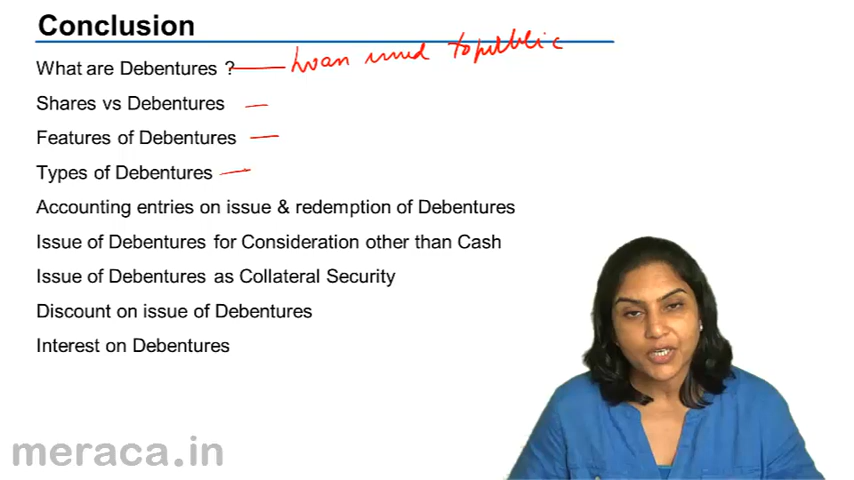 Conclusion
What are Debentures ? Loan issued to public
Shares vs Debentures
Features of Debentures
Types of Debentures
Accounting entries on issue & redemption of Debentures
Issue of Debentures for Consideration other than Cash
Issue of Debentures as Collateral Security
Discount on issue of Debentures
Interest on Debentures
meraca.in